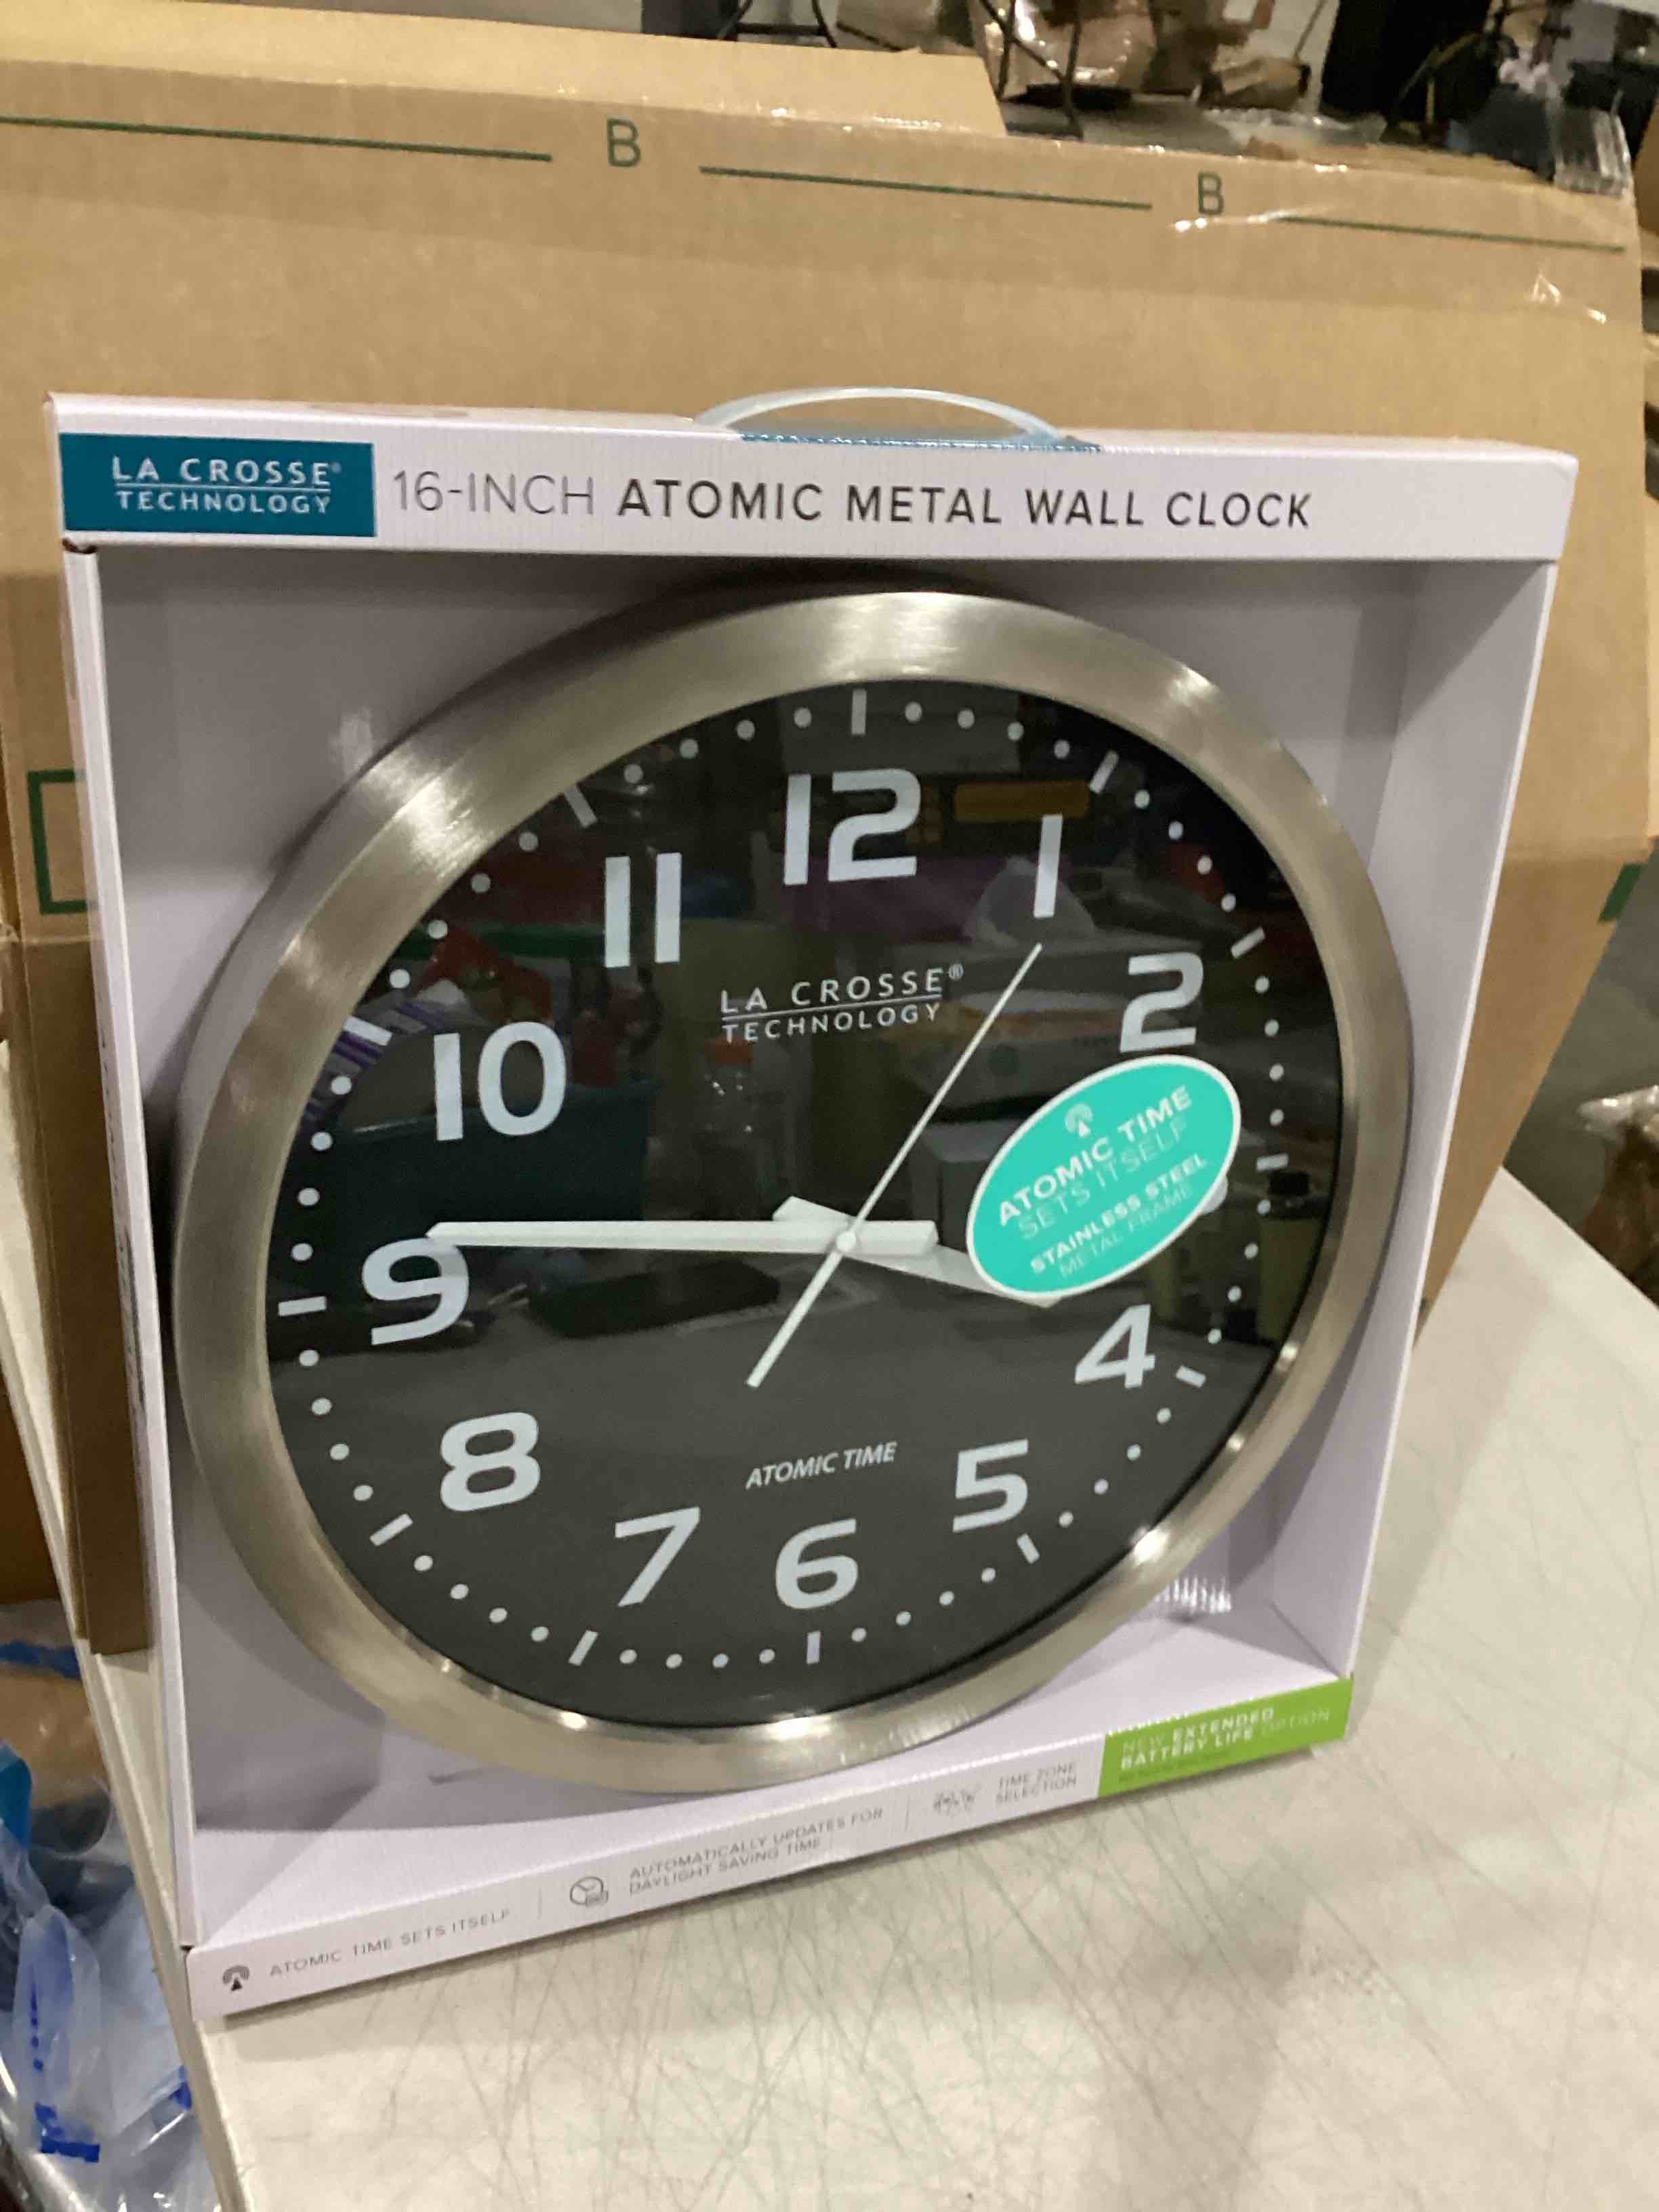 B
B
LA CROSSE®
TECHNOLOGY
16-INCH ATOMIC METAL WALL CLOCK
12
11
1
10
2
LA CROSSE®
TECHNOLOGY
ATOMIC TIME
SETS ITSELF
STAINLESS STEEL
METAL FRAME
9
4
8
5
ATOMIC TIME
7
6
NEW EXTENDED
BATTERY LIFE OPTION
TIME ZONE
SELECTION
AUTOMATICALLY UPDATES FOR
DAYLIGHT SAVING TIME
ATOMIC TIME SETS ITSELF